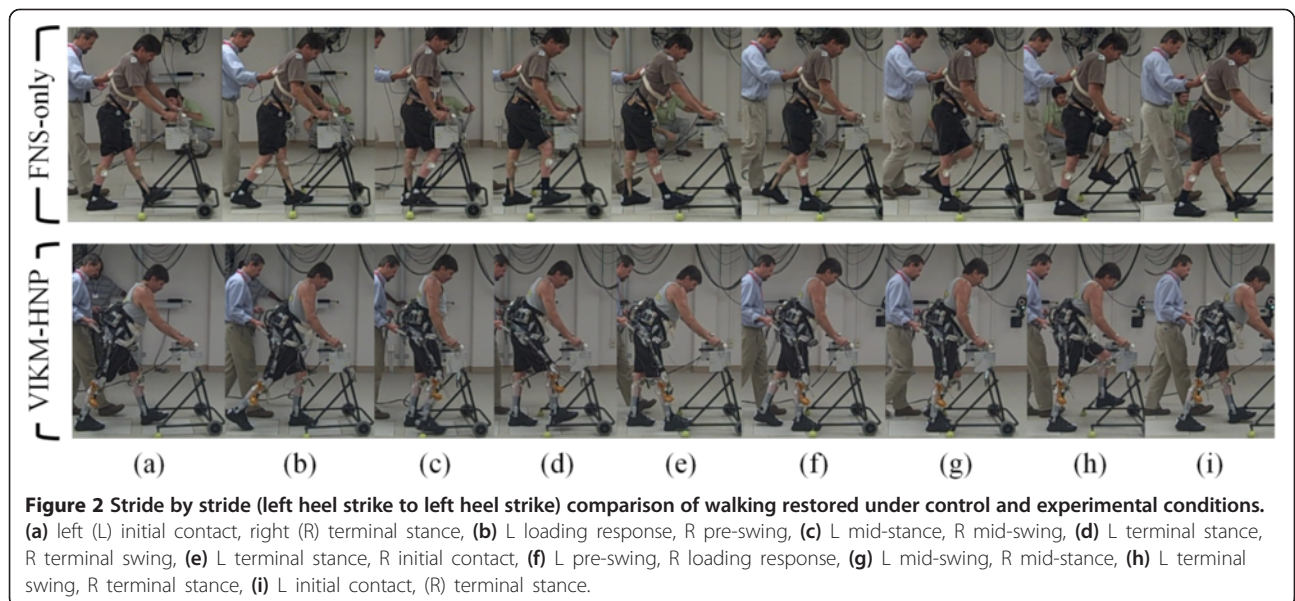 FNS-only
VIKM-HNP
(a) (b) (c) (d) (e) (f) (g) (h) (i)
Figure 2 Stride by stride (left heel strike to left heel strike) comparison of walking restored under control and experimental conditions.
(a) left (L) initial contact, right (R) terminal stance, (b) L loading response, R pre-swing, (c) L mid-stance, R mid-swing, (d) L terminal stance,
R terminal swing, (e) L terminal stance, R initial contact, (f) L pre-swing, R loading response, (g) L mid-swing, R mid-stance, (h) L terminal
swing, R terminal stance, (i) L initial contact, (R) terminal stance.